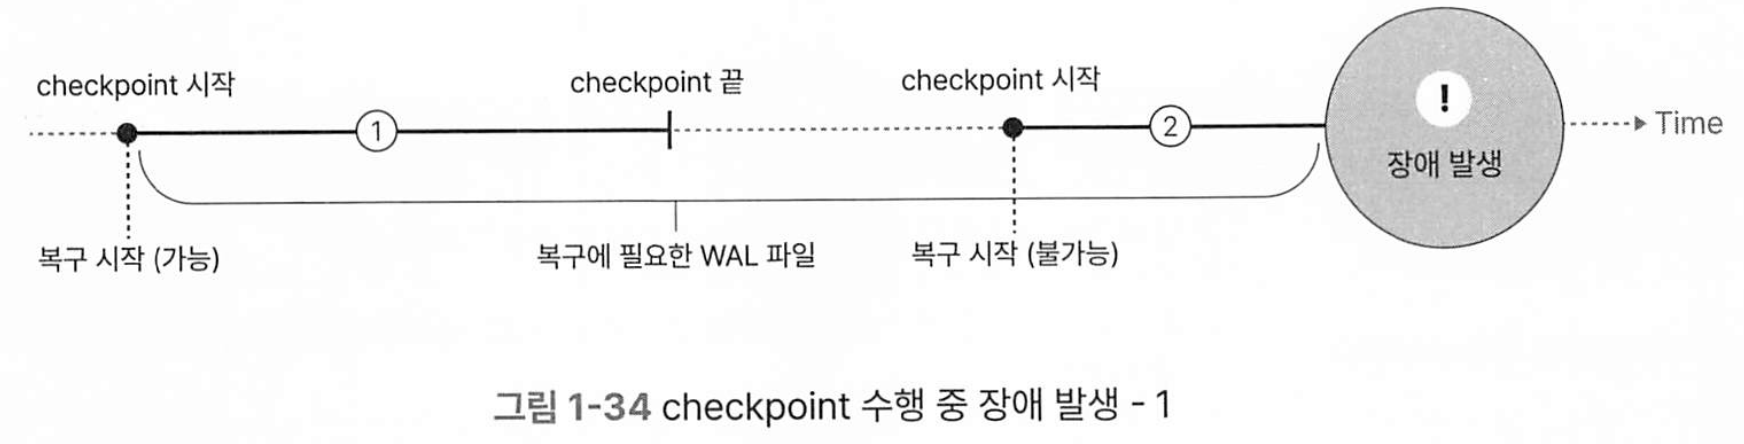 checkpoint 시작
checkpoint 끝
checkpoint 시작
1
2
!
장애 발생
Time
복구 시작 (가능)
복구에 필요한 WAL 파일
복구 시작 (불가능)
그림 1-34 checkpoint 수행 중 장애 발생 - 1